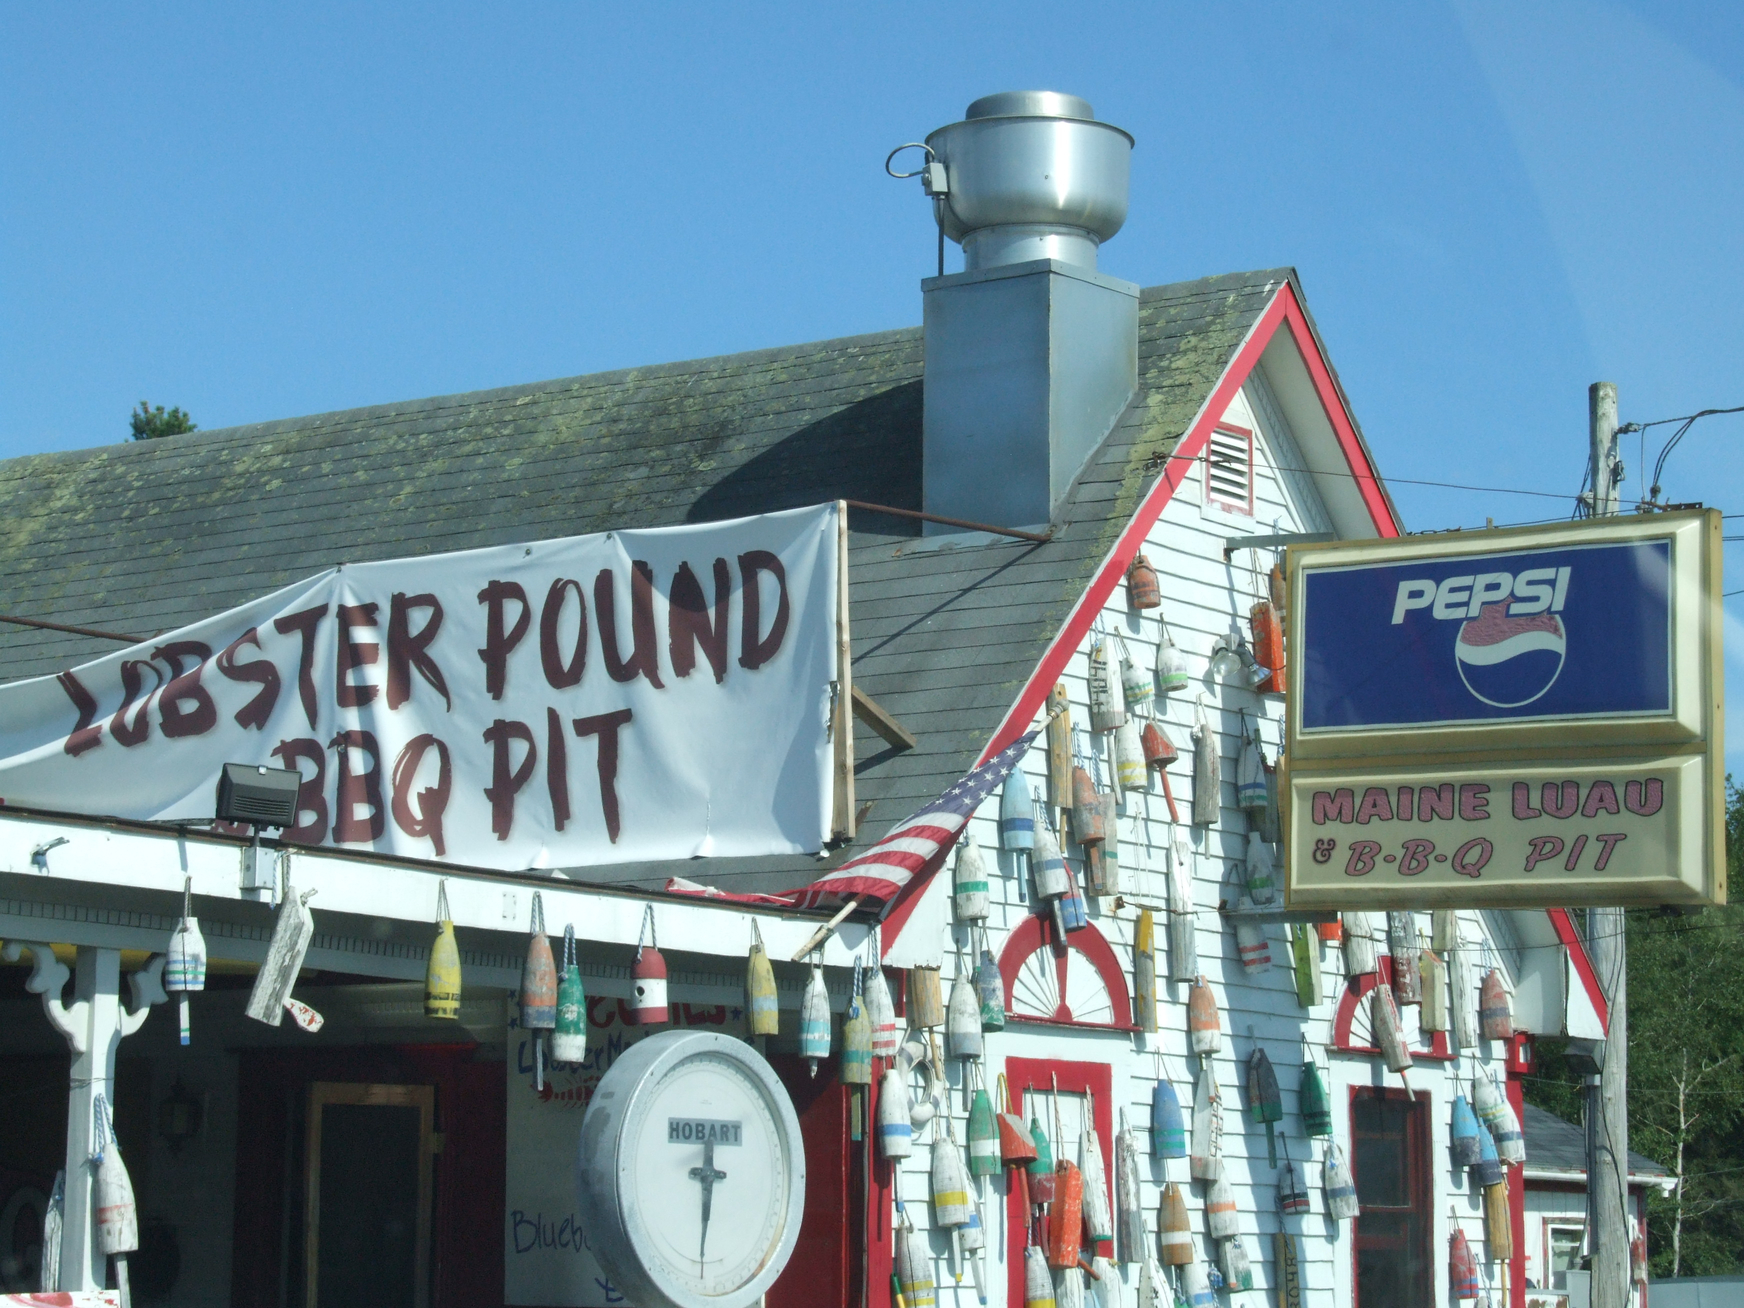 LOBSTER POUND
BBQ PIT
PEPSI
MAINE LUAU
& B-B-Q PIT
HOBART